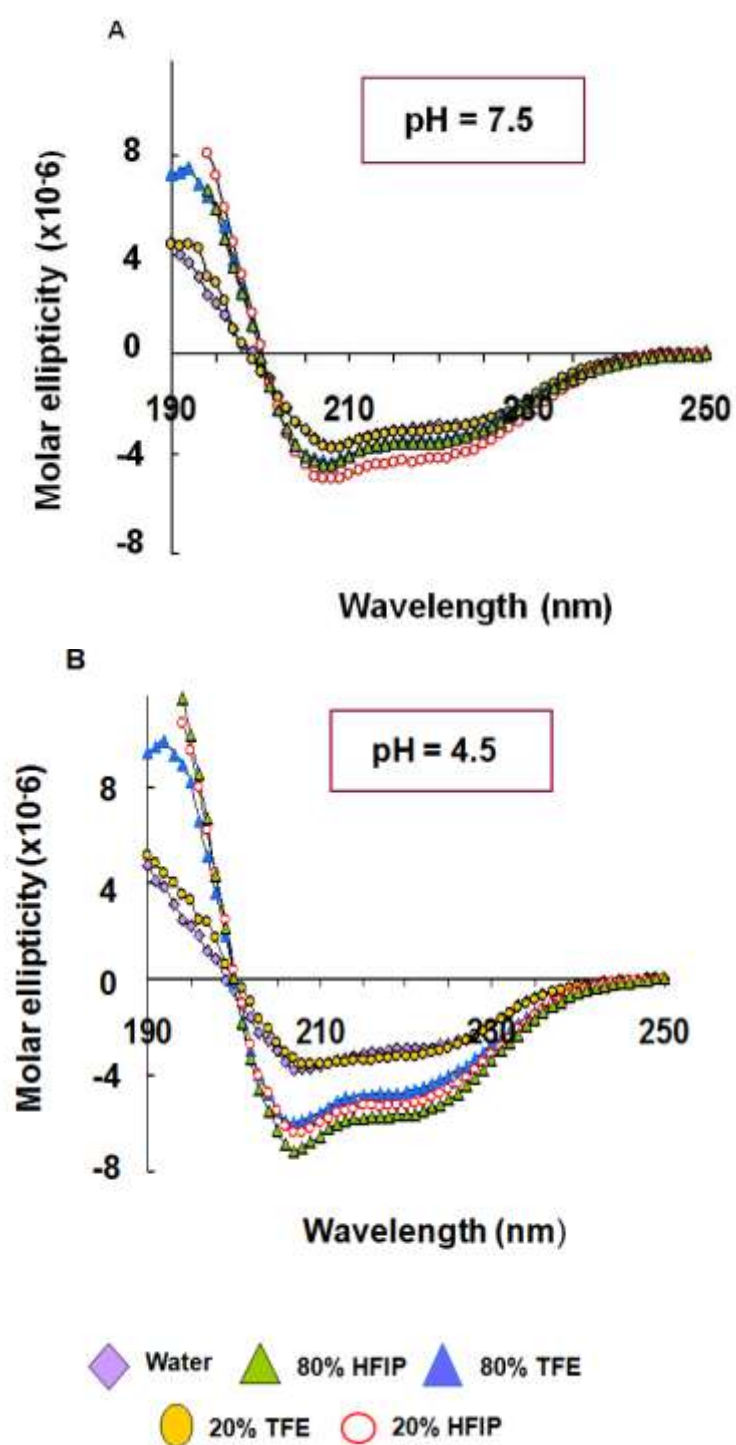 A
pH = 7.5
Molar ellipticity (x10-6)
8
4
0
-4
-8
190 210 230 250
Wavelength (nm)
B
pH = 4.5
Molar ellipticity (x10-6)
8
4
0
-4
-8
190 210 230 250
Wavelength (nm)
Water 80% HFIP 80% TFE
20% TFE 20% HFIP